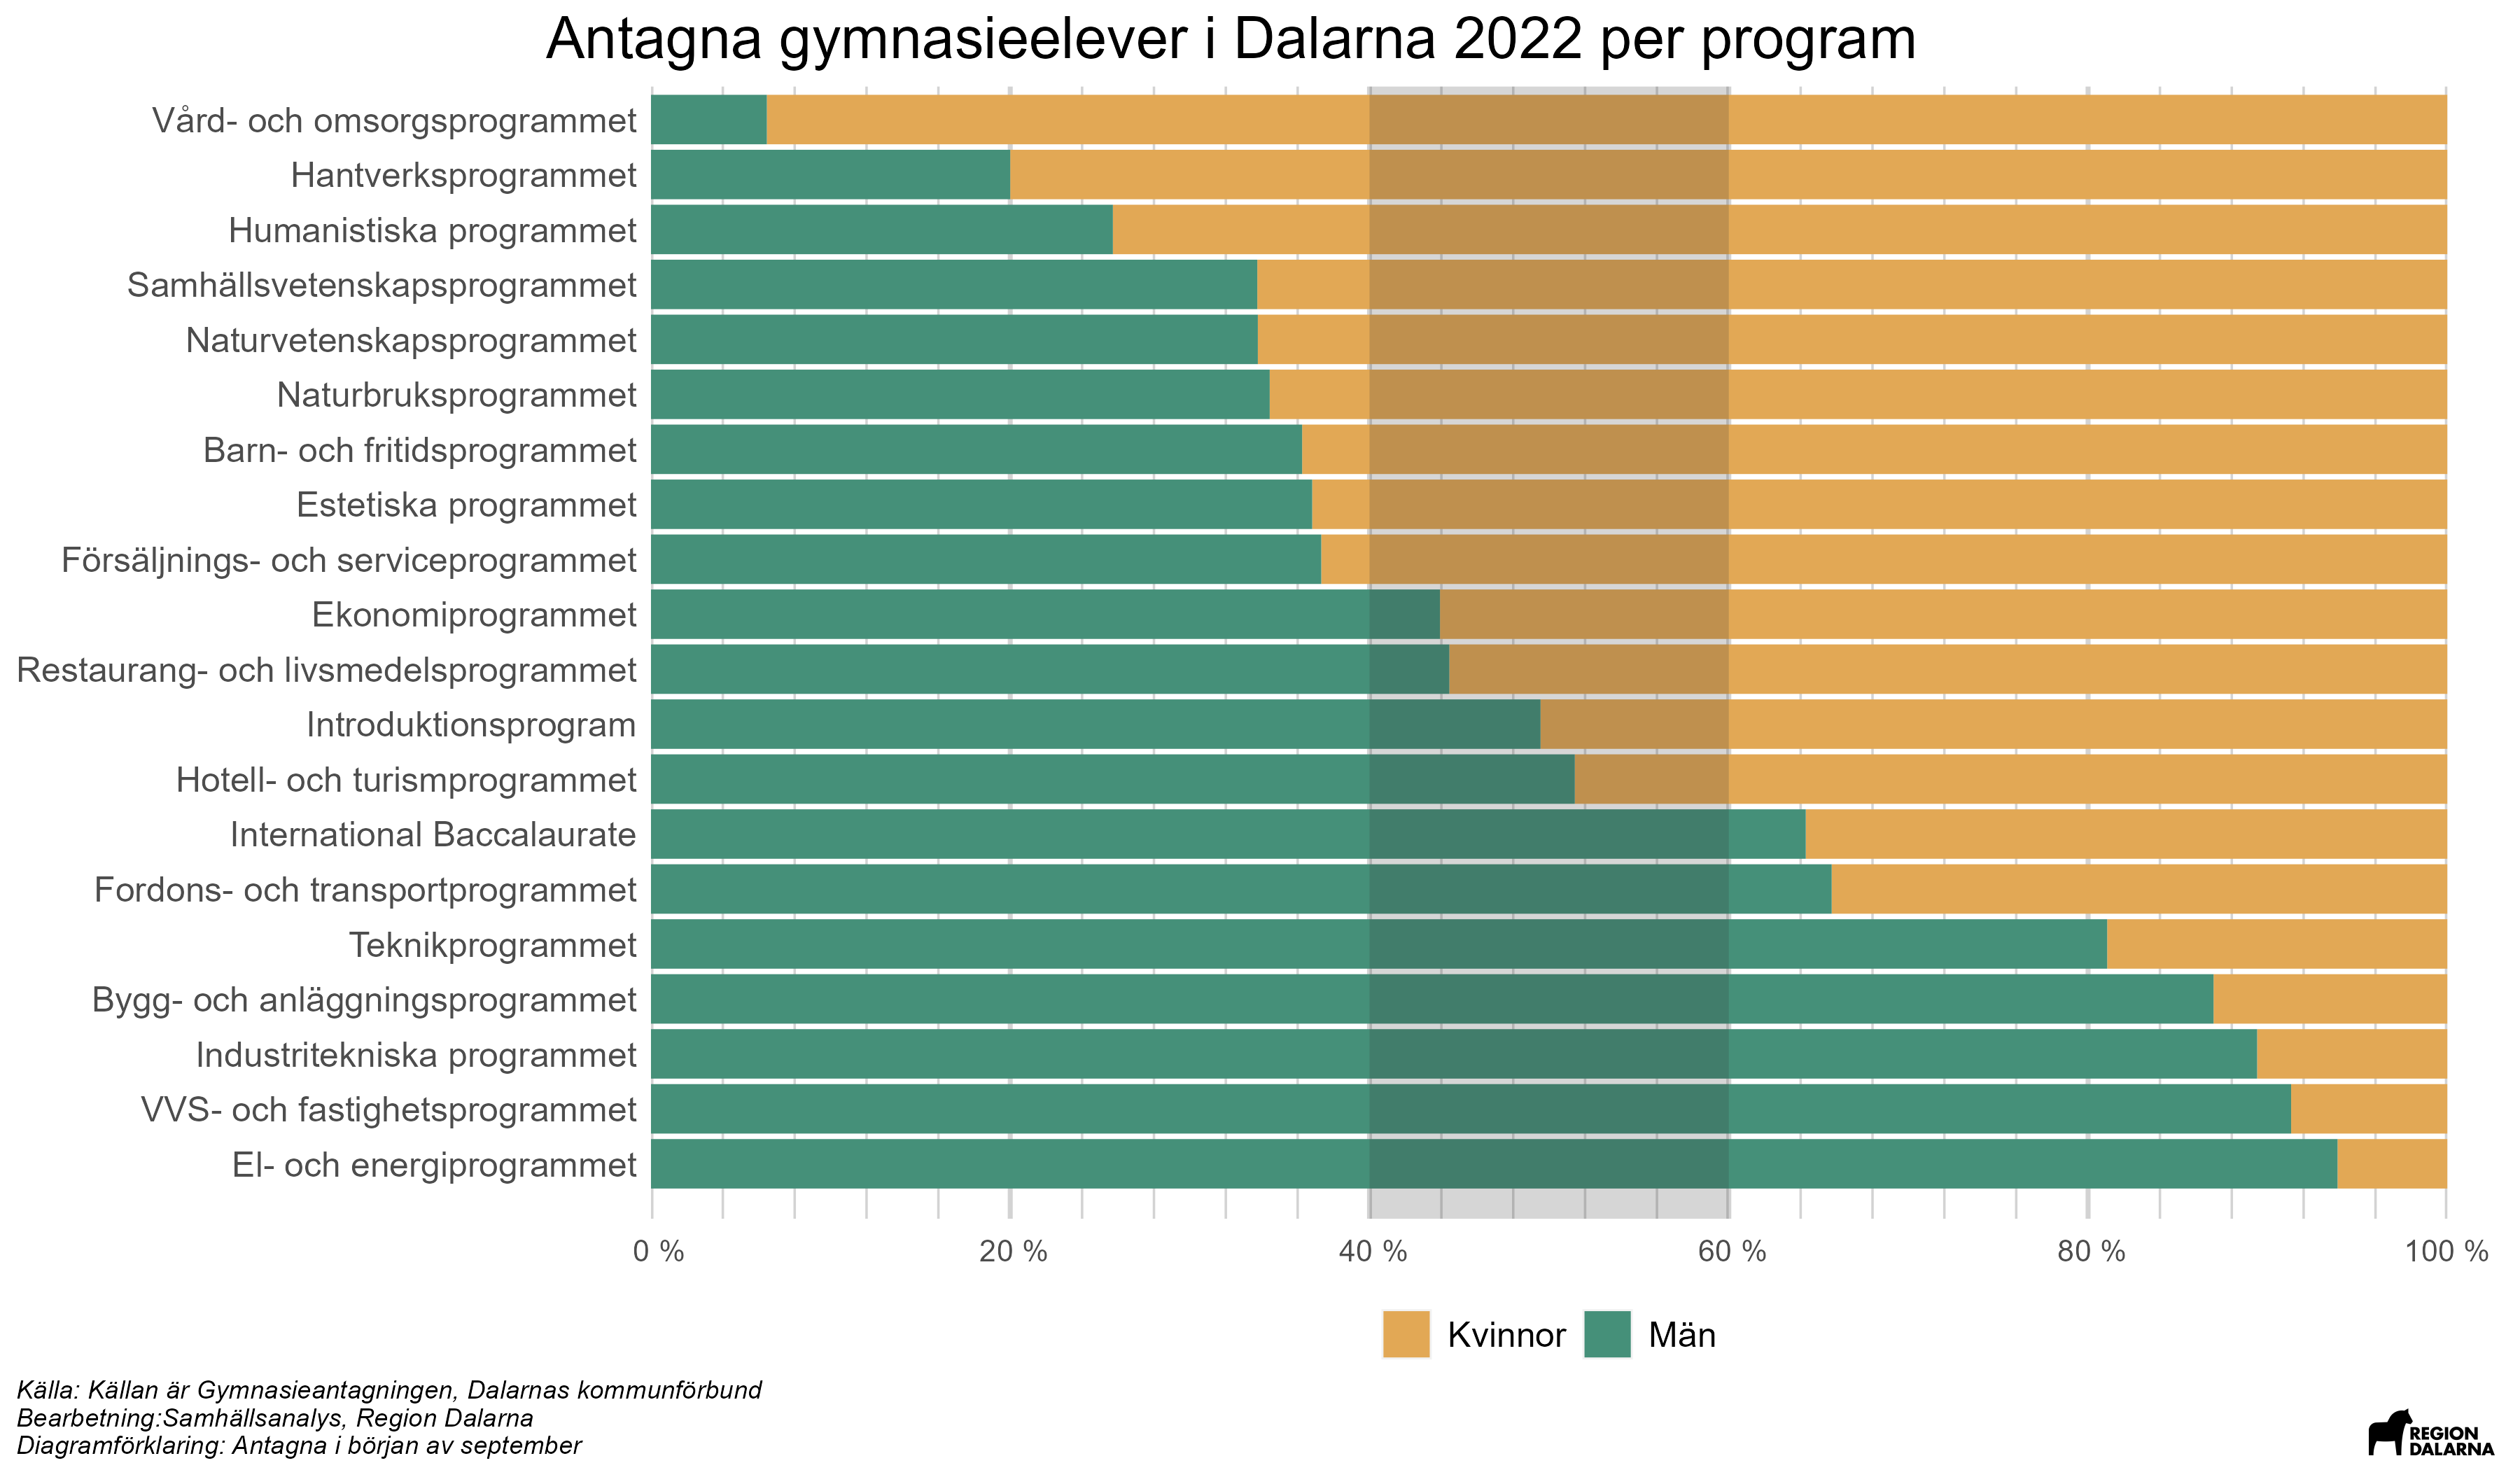 Antagna gymnasieelever i Dalarna 2022 per program
Vård- och omsorgsprogrammet
Hantverksprogrammet
Humanistiska programmet
Samhällsvetenskapsprogrammet
Naturvetenskapsprogrammet
Naturbruksprogrammet
Barn- och fritidsprogrammet
Estetiska programmet
Försäljnings- och serviceprogrammet
Ekonomiprogrammet
Restaurang- och livsmedelsprogrammet
Introduktionsprogram
Hotell- och turismprogrammet
International Baccalaurate
Fordons- och transportprogrammet
Teknikprogrammet
Bygg- och anläggningsprogrammet
Industritekniska programmet
VVS- och fastighetsprogrammet
El- och energiprogrammet
0 % 20 % 40 % 60 % 80 % 100 %
Kvinnor Män
Källa: Källan är Gymnasieantagningen, Dalarnas kommunförbund
Bearbetning:Samhällsanalys, Region Dalarna
Diagramförklaring: Antagna i början av september
REGION
DALARNA